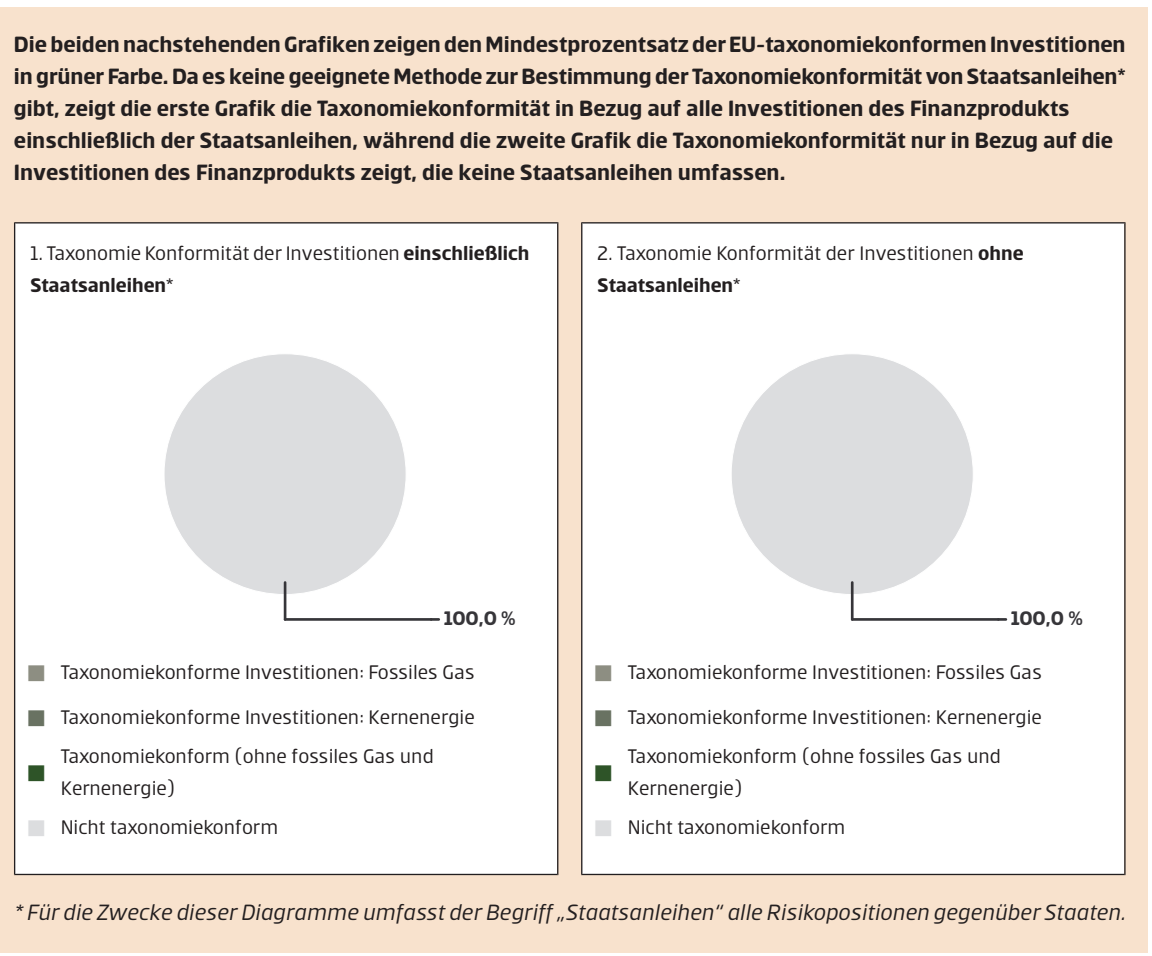 Die beiden nachstehenden Grafiken zeigen den Mindestprozentsatz der EU-taxonomiekonformen Investitionen
in grüner Farbe. Da es keine geeignete Methode zur Bestimmung der Taxonomiekonformität von Staatsanleihen*
gibt, zeigt die erste Grafik die Taxonomiekonformität in Bezug auf alle Investitionen des Finanzprodukts
einschließlich der Staatsanleihen, während die zweite Grafik die Taxonomiekonformität nur in Bezug auf die
Investitionen des Finanzprodukts zeigt, die keine Staatsanleihen umfassen.
1. Taxonomie Konformität der Investitionen einschließlich
Staatsanleihen*
100,0 %
Taxonomiekonforme Investitionen: Fossiles Gas
Taxonomiekonforme Investitionen: Kernenergie
Taxonomiekonform (ohne fossiles Gas und
Kernenergie)
Nicht taxonomiekonform
2. Taxonomie Konformität der Investitionen ohne
Staatsanleihen*
100,0 %
Taxonomiekonforme Investitionen: Fossiles Gas
Taxonomiekonforme Investitionen: Kernenergie
Taxonomiekonform (ohne fossiles Gas und
Kernenergie)
Nicht taxonomiekonform
* Für die Zwecke dieser Diagramme umfasst der Begriff „Staatsanleihen“ alle Risikopositionen gegenüber Staaten.